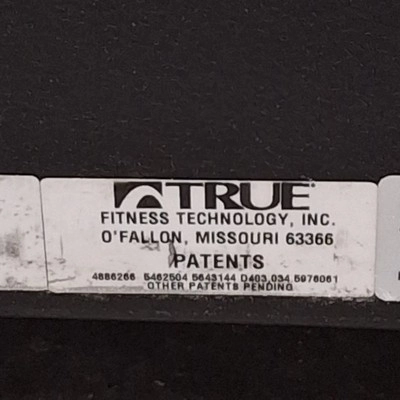 TRUE
FITNESS TECHNOLOGY, INC.
O'FALLON, MISSOURI 63366
PATENTS
4886266 5462504 5643144 D403,034 5976061
OTHER PATENTS PENDING